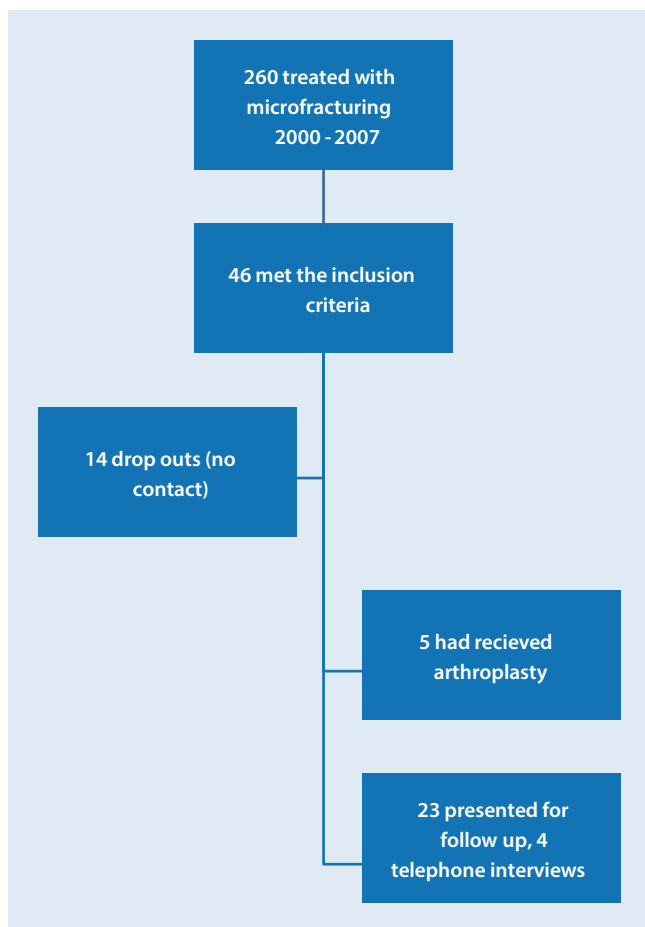 260 treated with
microfracturing
2000 - 2007
46 met the inclusion
criteria
14 drop outs (no
contact)
5 had recieved
arthroplasty
23 presented for
follow up, 4
telephone interviews